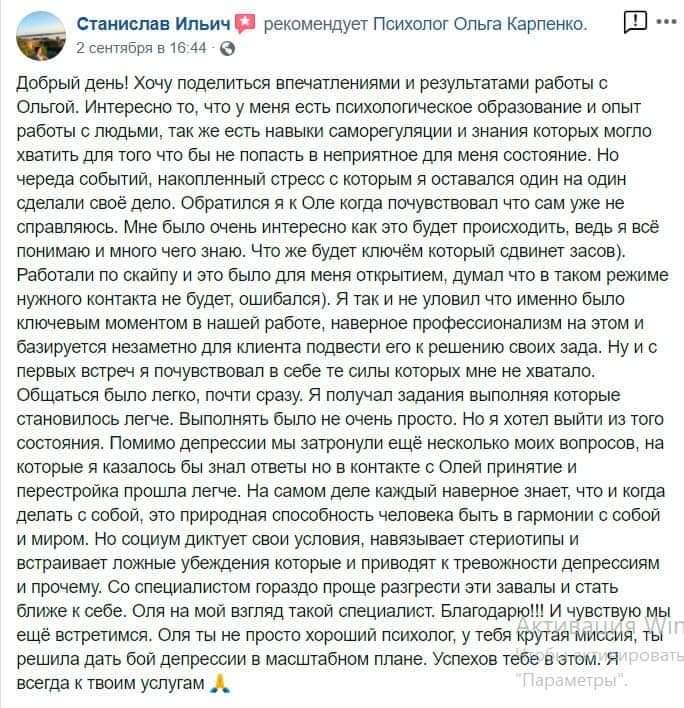 Станислав Ильич рекомендует Психолог Ольга Карпенко.
2 сентября в 16:44 ·
Добрый день! Хочу поделиться впечатлениями и результатами работы с
Ольгой. Интересно то, что у меня есть психологическое образование и опыт
работы с людьми, так же есть навыки саморегуляции и знания которых могло
хватить для того что бы не попасть в неприятное для меня состояние. Но
череда событий, накопленный стресс с которым я оставался один на один
сделали своё дело. Обратился я к Оле когда почувствовал что сам уже не
справляюсь. Мне было очень интересно как это будет происходить, ведь я всё
понимаю и много чего знаю. Что же будет ключём который сдвинет засов).
Работали по скайпу и это было для меня открытием, думал что в таком режиме
нужного контакта не будет, ошибался). Я так и не уловил что именно было
ключевым моментом в нашей работе, наверное профессионализм на этом и
базируется незаметно для клиента подвести его к решению своих зада. Ну и с
первых встреч я почувствовал в себе те силы которых мне не хватало.
Общаться было легко, почти сразу. Я получал задания выполняя которые
становилось легче. Выполнять было не очень просто. Но я хотел выйти из того
состояния. Помимо депрессии мы затронули ещё несколько моих вопросов, на
которые я казалось бы знал ответы но в контакте с Олей принятие и
перестройка прошла легче. На самом деле каждый наверное знает, что и когда
делать с собой, это природная способность человека быть в гармонии с собой
и миром. Но социум диктует свои условия, навязывает стериотипы и
встраивает ложные убеждения которые и приводят к тревожности депрессиям
и прочему. Со специалистом гораздо проще разгрести эти завалы и стать
ближе к себе. Оля на мой взгляд такой специалист. Благодарю!!! И чувствую мы
ещё встретимся. Оля ты не просто хороший психолог, у тебя крутая миссия, ты
решила дать бой депрессии в масштабном плане. Успехов тебе в этом. Я
всегда к твоим услугам 🙏
Активация Win
Чтобы активировать
"Параметры".